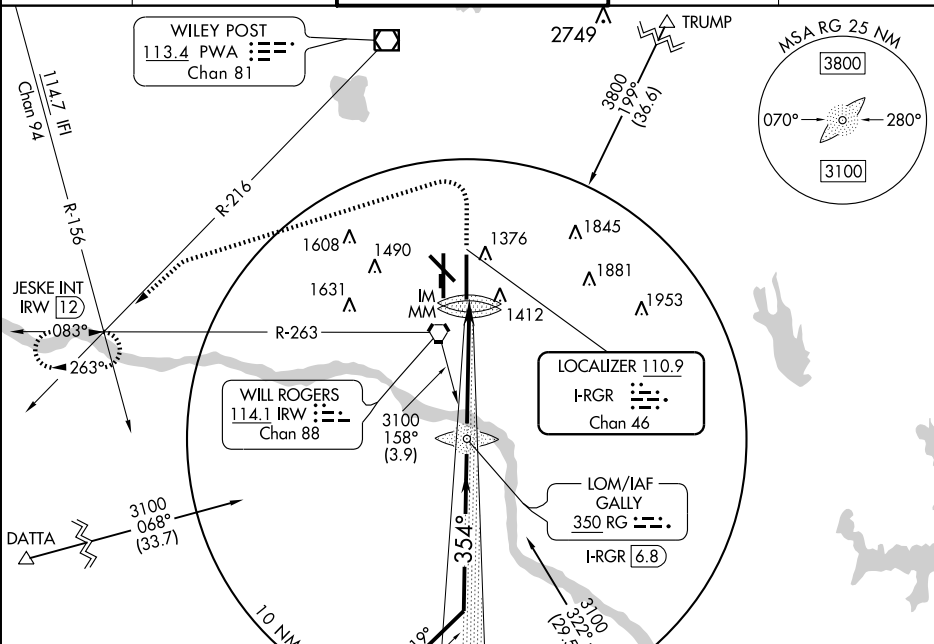 WILEY POST
113.4 PWA
Chan 81
2749
TRUMP
MSA RG 25 NM
3800
070°
280°
3100
114.7 IFI
Chan 94
3800
199°
(36.6)
R-216
R-156
1608
1490
1376
1845
1631
1881
1953
1412
IM
MM
JESKE INT
IRW 12
083°
263°
R-263
LOCALIZER 110.9
I-RGR
Chan 46
WILL ROGERS
114.1 IRW
Chan 88
3100
158°
(3.9)
LOM/IAF
GALLY
350 RG
I-RGR 6.8
DATTA
3100
068°
(33.7)
354°
3100
322°
10 NM